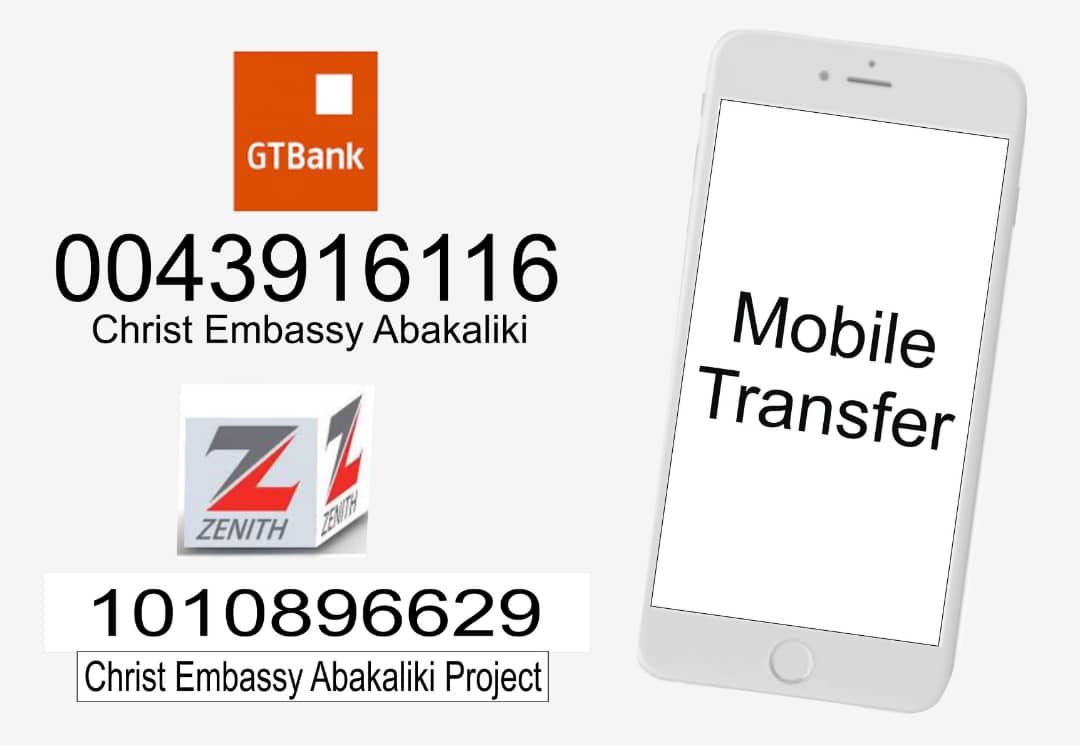 GTBank
0043916116
Christ Embassy Abakaliki
ZENITH
ZENITH
1010896629
Christ Embassy Abakaliki Project
Mobile
Transfer